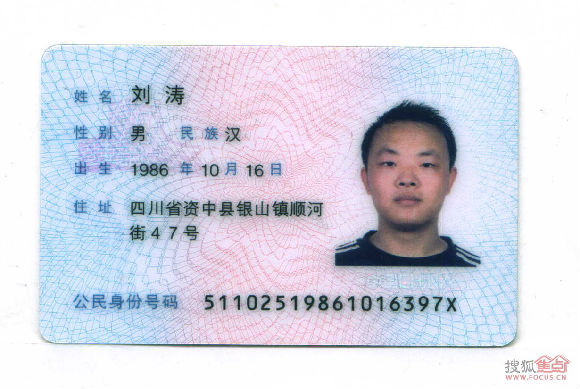 姓名 刘涛
性别 男 民族 汉
出生 1986 年 10 月 16 日
住址 四川省资中县银山镇顺河
街47号
公民身份号码 51102519861016397X
搜狐焦点
WWW.FOCUS.CN